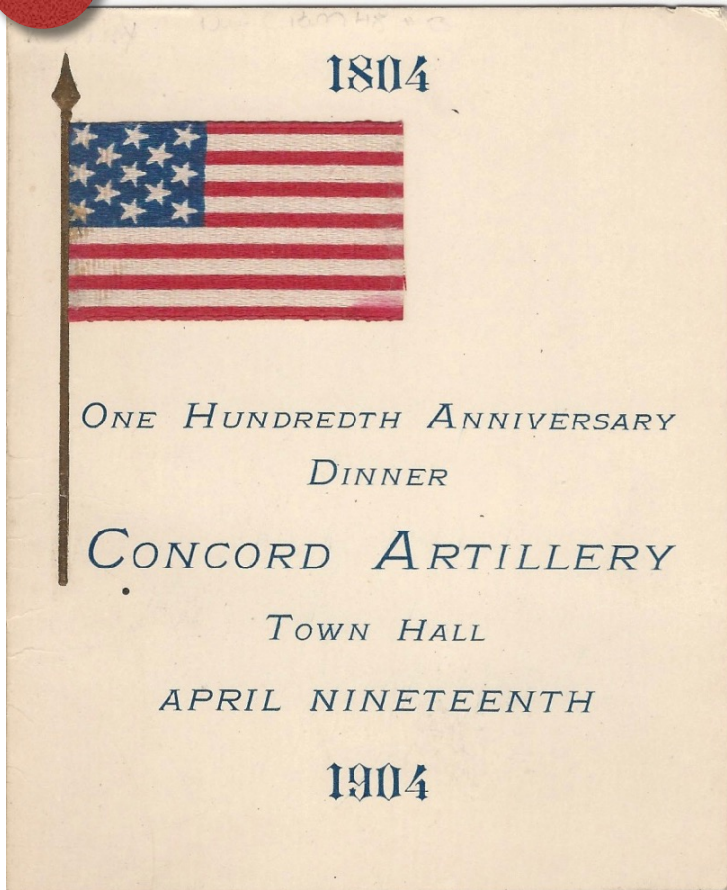 1804
One Hundredth Anniversary
Dinner
Concord Artillery
Town Hall
APRIL NINETEENTH
1904